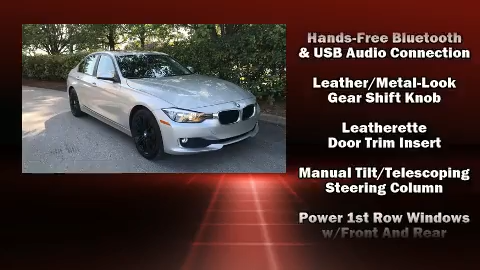 Hands-Free Bluetooth
& USB Audio Connection
Leather/Metal-Look
Gear Shift Knob
Leatherette
Door Trim Insert
Manual Tilt/Telescoping
Steering Column
Power 1st Row Windows
w/Front And Rear